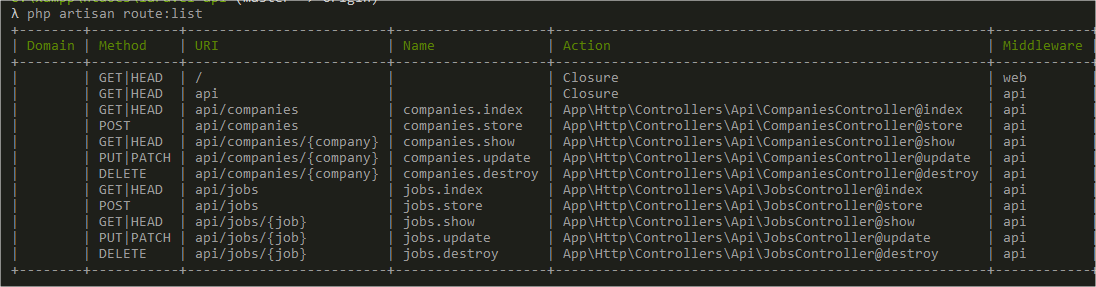 λ php artisan route:list
+--------+-----------+-------------------------+-------------------+-----------------------------------------------------+------------+
| Domain | Method    | URI                     | Name              | Action                                              | Middleware |
+--------+-----------+-------------------------+-------------------+-----------------------------------------------------+------------+
|        | GET|HEAD  | /                       |                   | Closure                                             | web        |
|        | GET|HEAD  | api                     |                   | Closure                                             | api        |
|        | GET|HEAD  | api/companies           | companies.index   | App\Http\Controllers\Api\CompaniesController@index   | api        |
|        | POST      | api/companies           | companies.store   | App\Http\Controllers\Api\CompaniesController@store   | api        |
|        | GET|HEAD  | api/companies/{company} | companies.show    | App\Http\Controllers\Api\CompaniesController@show    | api        |
|        | PUT|PATCH | api/companies/{company} | companies.update  | App\Http\Controllers\Api\CompaniesController@update  | api        |
|        | DELETE    | api/companies/{company} | companies.destroy | App\Http\Controllers\Api\CompaniesController@destroy | api        |
|        | GET|HEAD  | api/jobs                | jobs.index        | App\Http\Controllers\Api\JobsController@index        | api        |
|        | POST      | api/jobs                | jobs.store        | App\Http\Controllers\Api\JobsController@store        | api        |
|        | GET|HEAD  | api/jobs/{job}          | jobs.show         | App\Http\Controllers\Api\JobsController@show         | api        |
|        | PUT|PATCH | api/jobs/{job}          | jobs.update       | App\Http\Controllers\Api\JobsController@update       | api        |
|        | DELETE    | api/jobs/{job}          | jobs.destroy      | App\Http\Controllers\Api\JobsController@destroy      | api        |
+--------+-----------+-------------------------+-------------------+-----------------------------------------------------+------------+